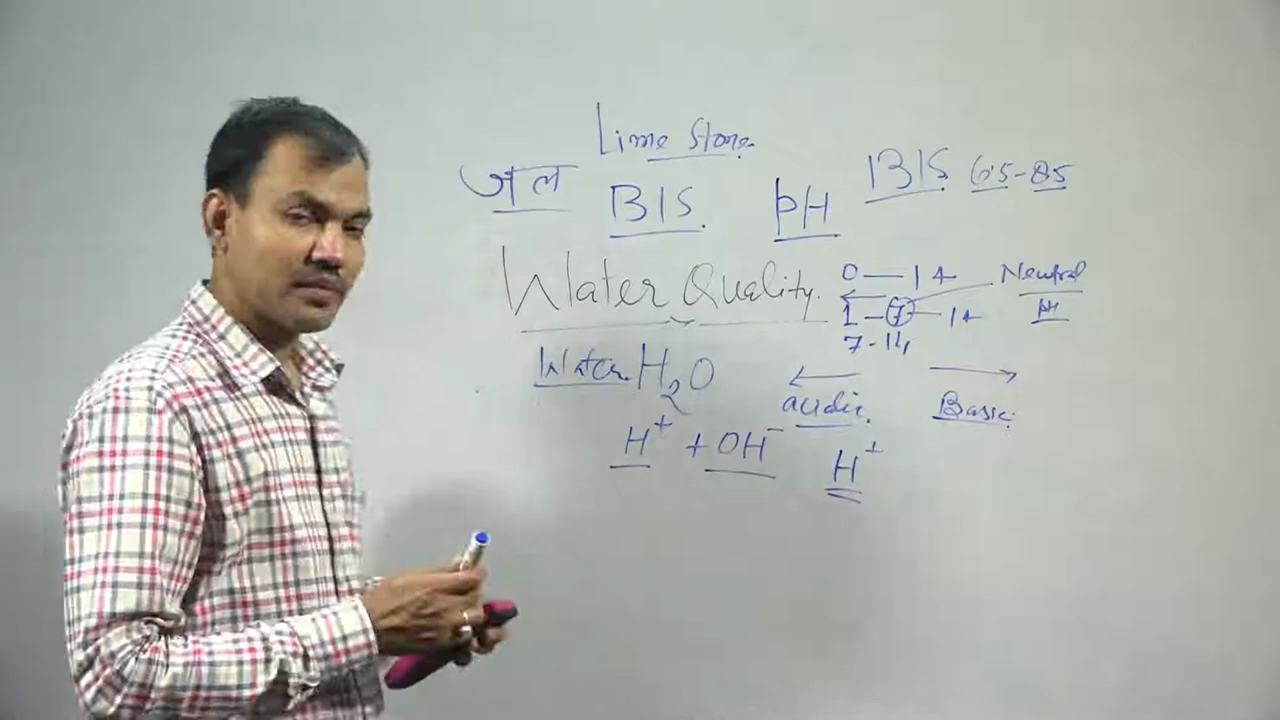 Lime Stone
जल BIS. pH BIS 6.5-8.5
Water Quality. 0-14 Neutral
1-7-14 pH
7-14
Water H₂O
acidic. Basic
H⁺ + OH⁻ H⁺